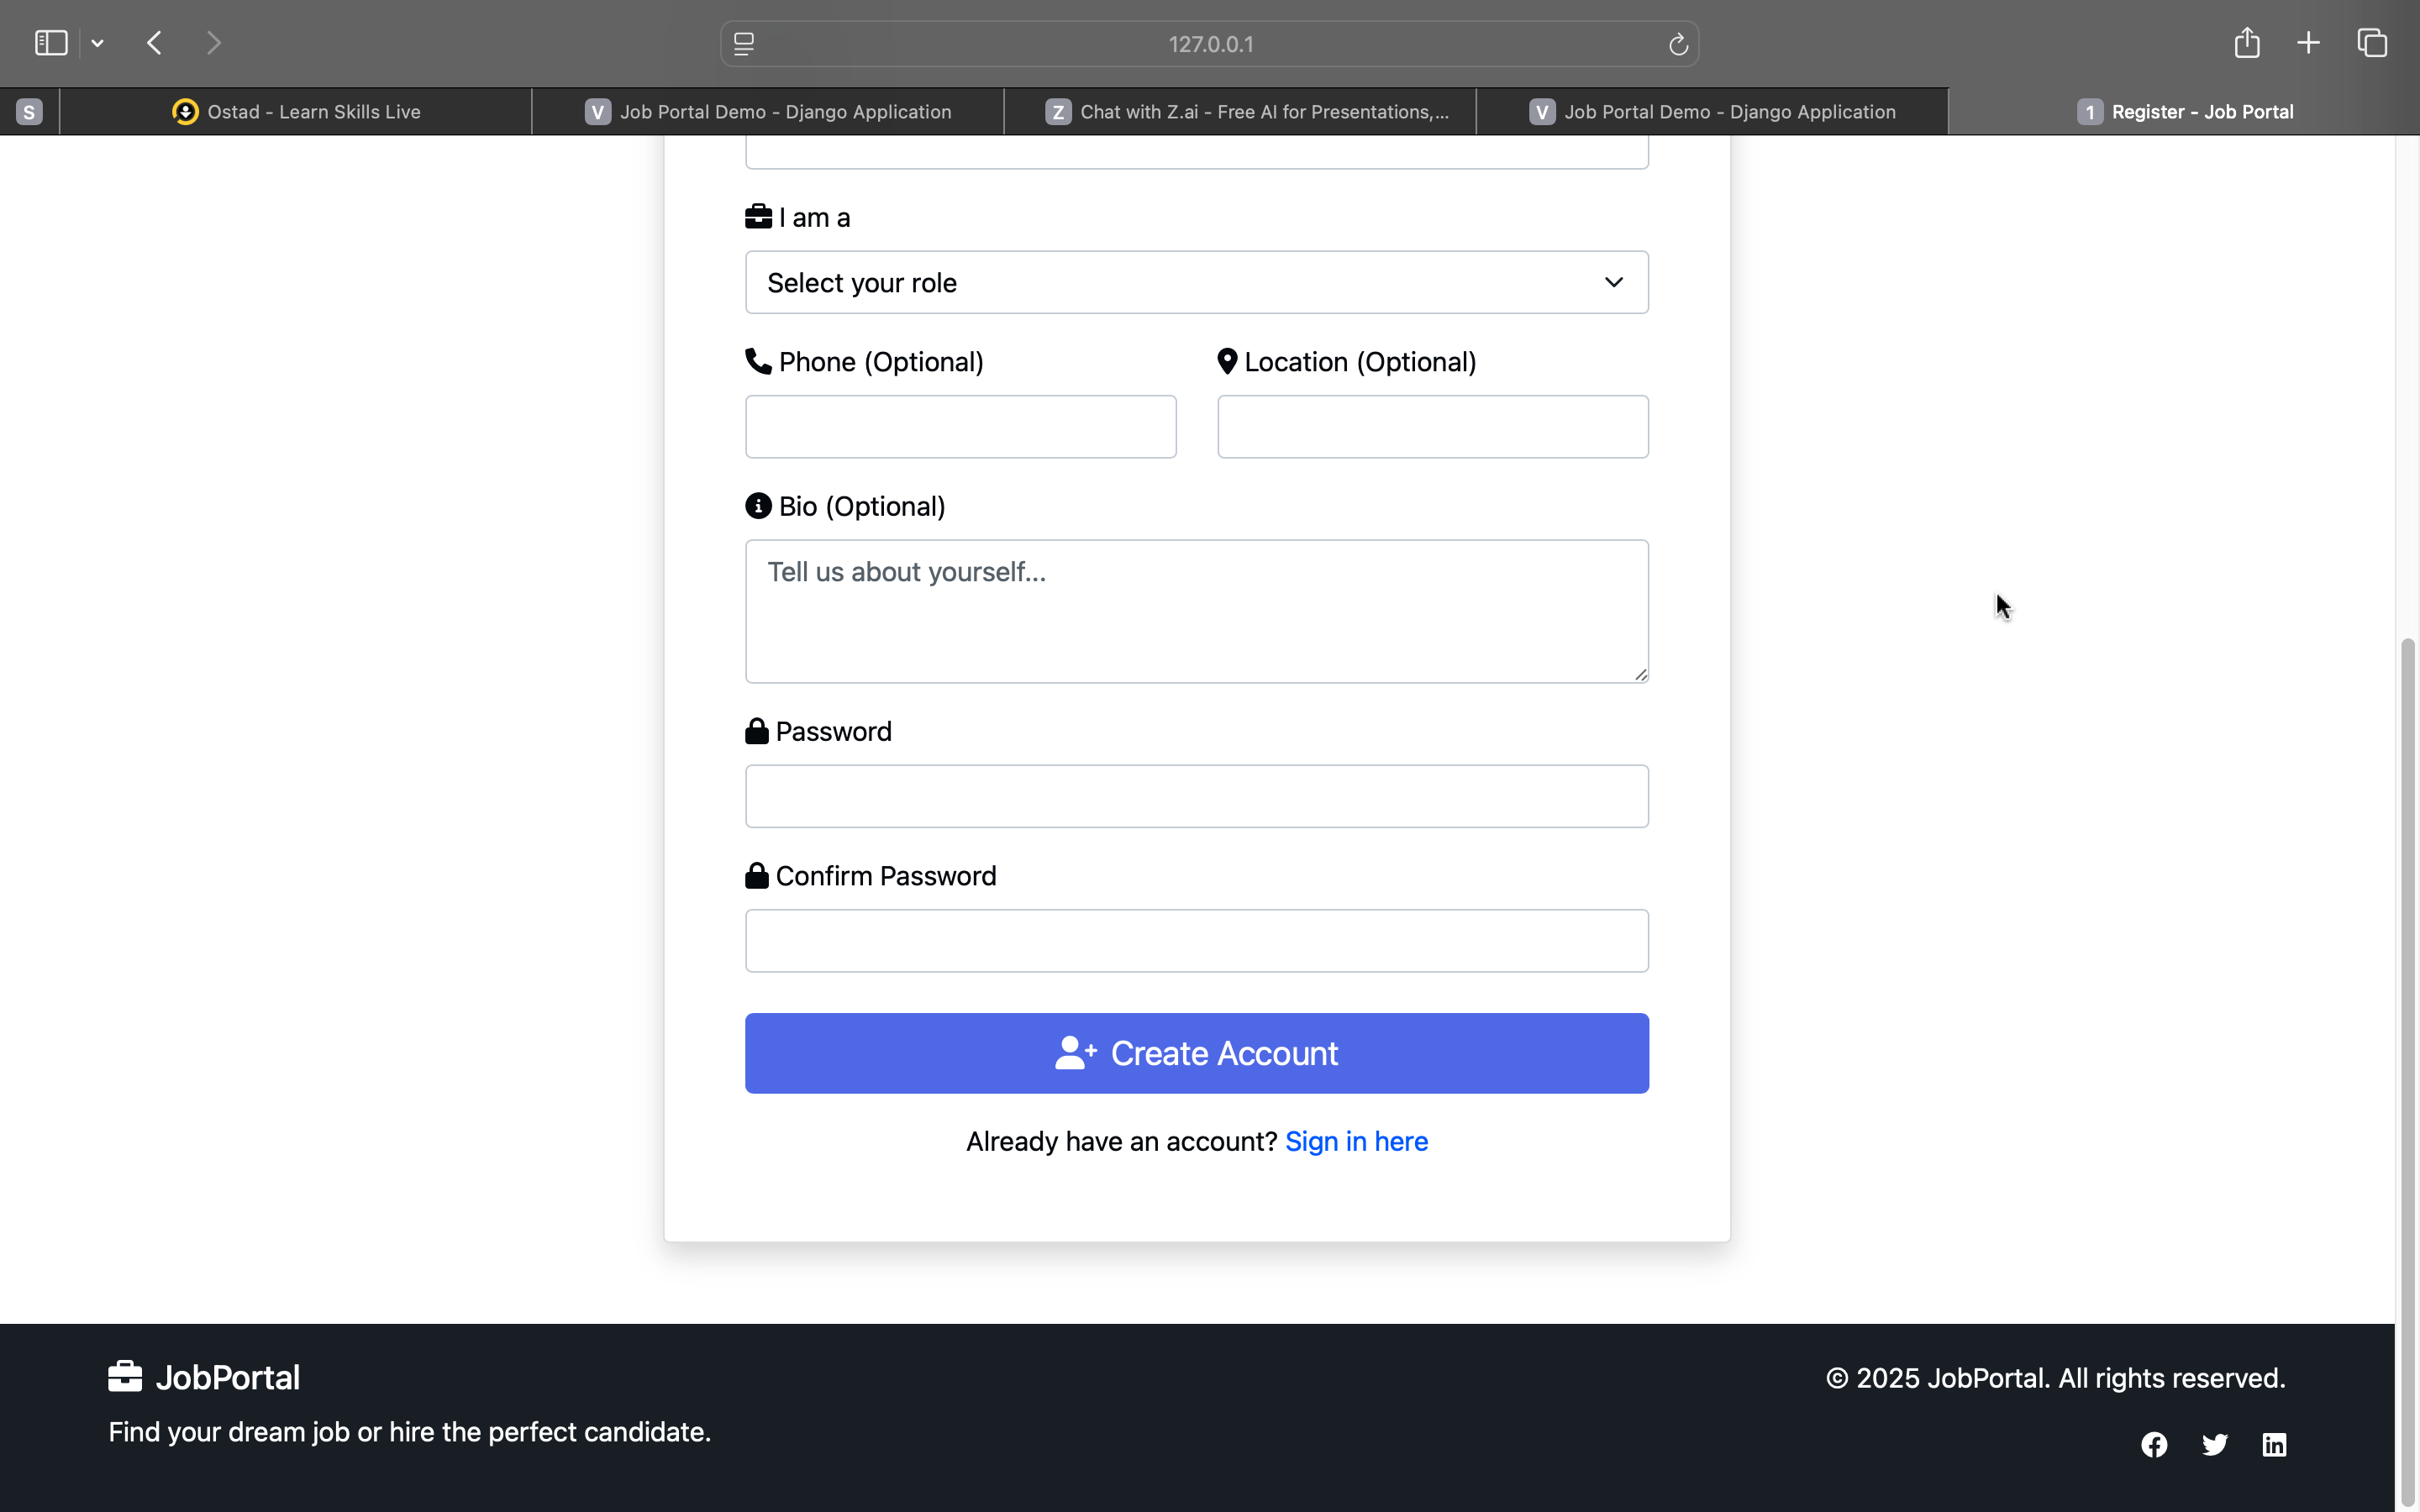 127.0.0.1
S
Ostad - Learn Skills Live
V Job Portal Demo - Django Application
Z Chat with Z.ai - Free AI for Presentations,...
V Job Portal Demo - Django Application
1 Register - Job Portal
I am a
Select your role
Phone (Optional)
Location (Optional)
Bio (Optional)
Tell us about yourself...
Password
Confirm Password
Create Account
Already have an account? Sign in here
JobPortal
Find your dream job or hire the perfect candidate.
© 2025 JobPortal. All rights reserved.